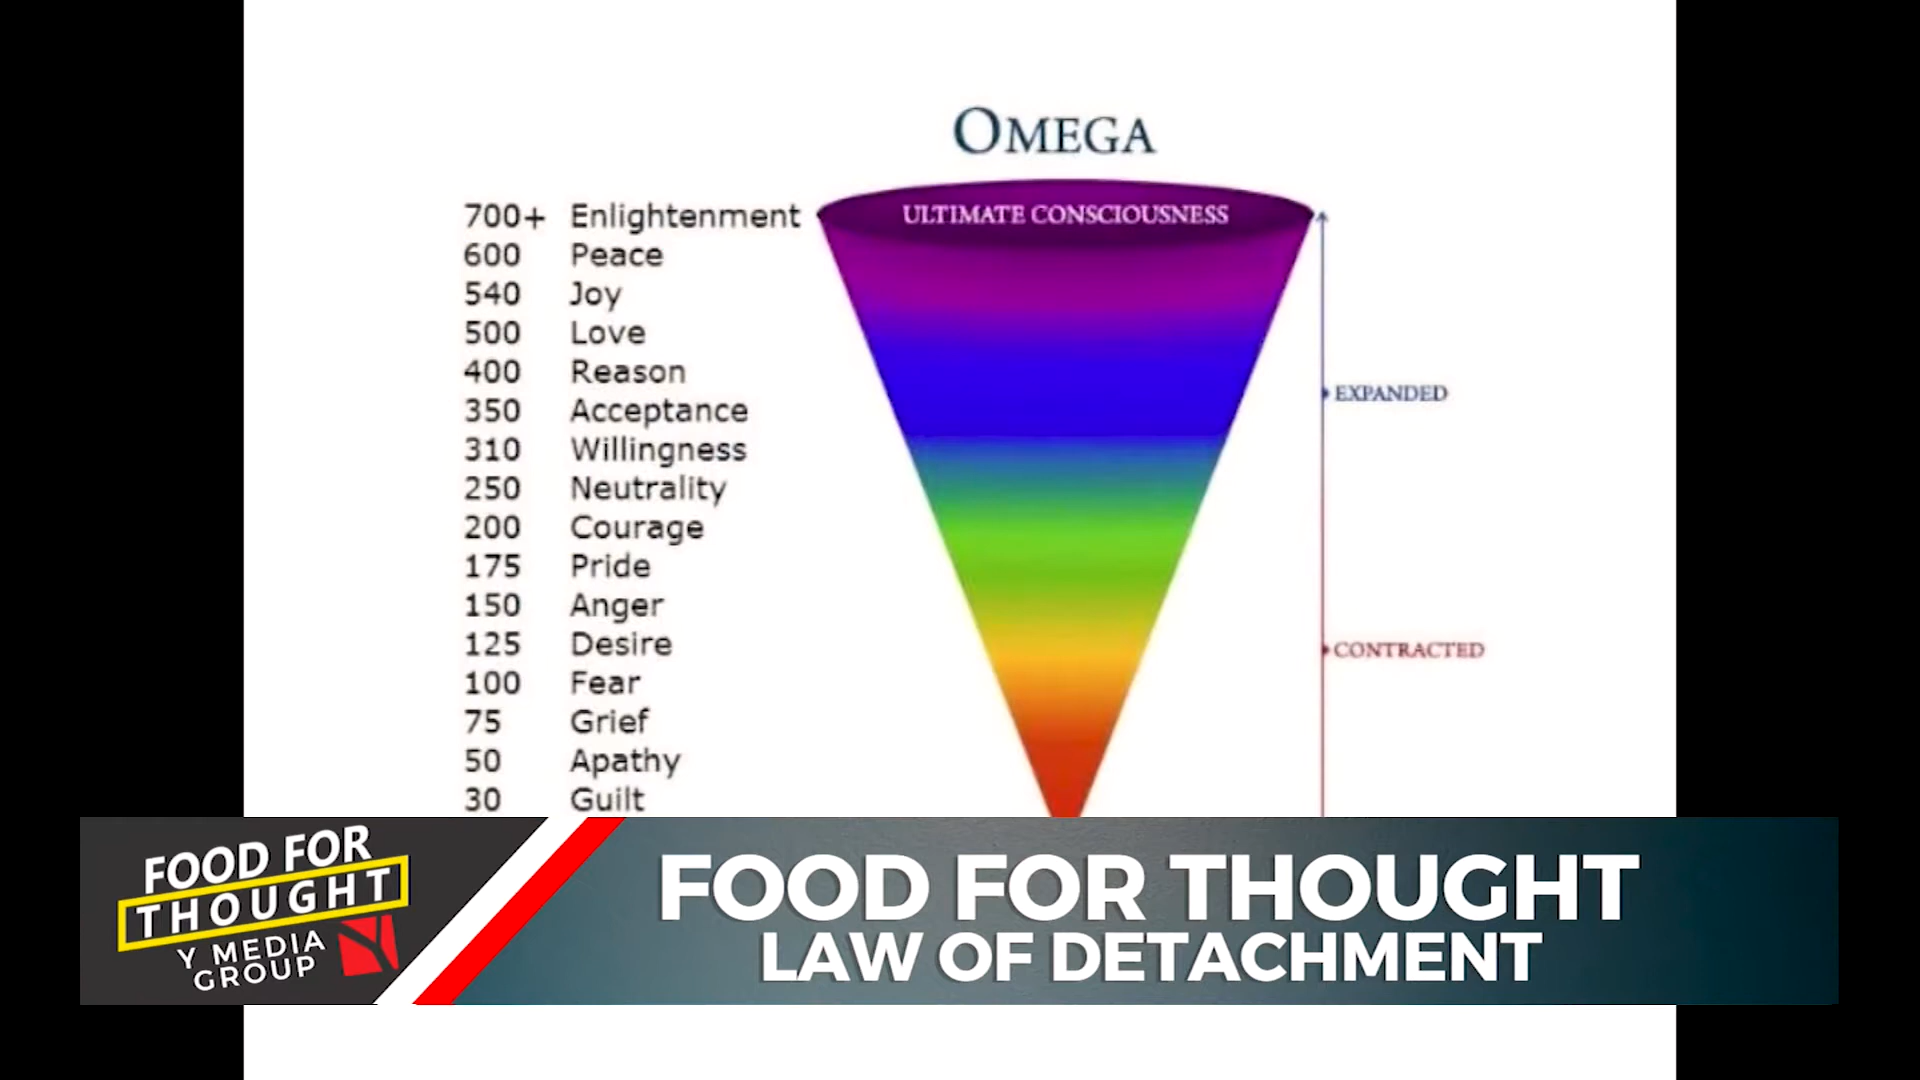 OMEGA
700+ Enlightenment
ULTIMATE CONSCIOUSNESS
600 Peace
540 Joy
500 Love
400 Reason
EXPANDED
350 Acceptance
310 Willingness
250 Neutrality
200 Courage
175 Pride
150 Anger
125 Desire
CONTRACTED
100 Fear
75 Grief
50 Apathy
30 Guilt
FOOD FOR
THOUGHT
Y MEDIA
GROUP
FOOD FOR THOUGHT
LAW OF DETACHMENT